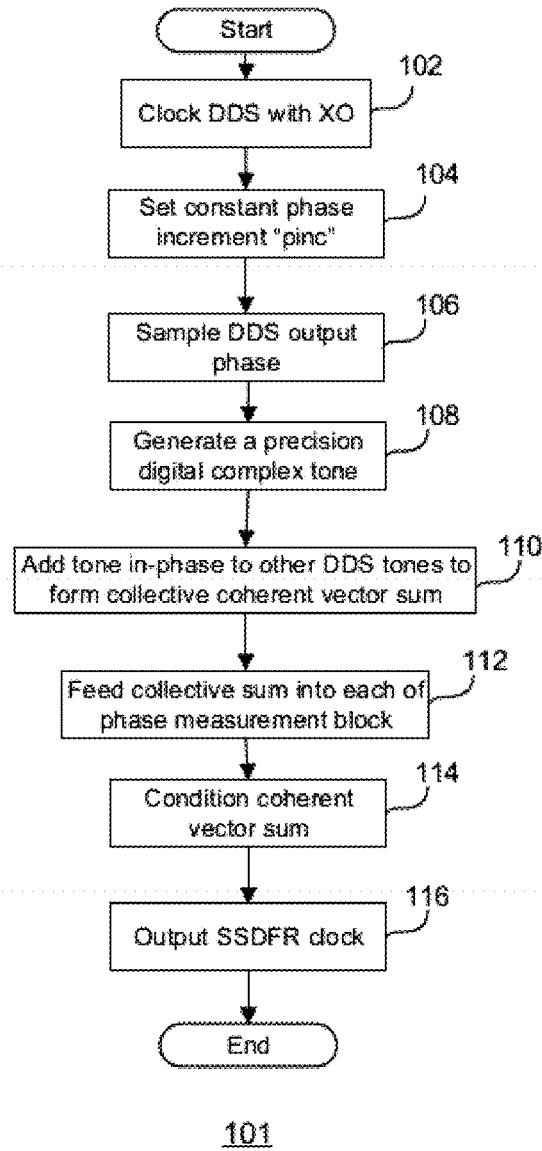 Start
102
Clock DDS with XO
104
Set constant phase
increment “pinc”
106
Sample DDS output
phase
108
Generate a precision
digital complex tone
110
Add tone in-phase to other DDS tones to
form collective coherent vector sum
112
Feed collective sum into each of
phase measurement block
114
Condition coherent
vector sum
116
Output SSDFR clock
End
101